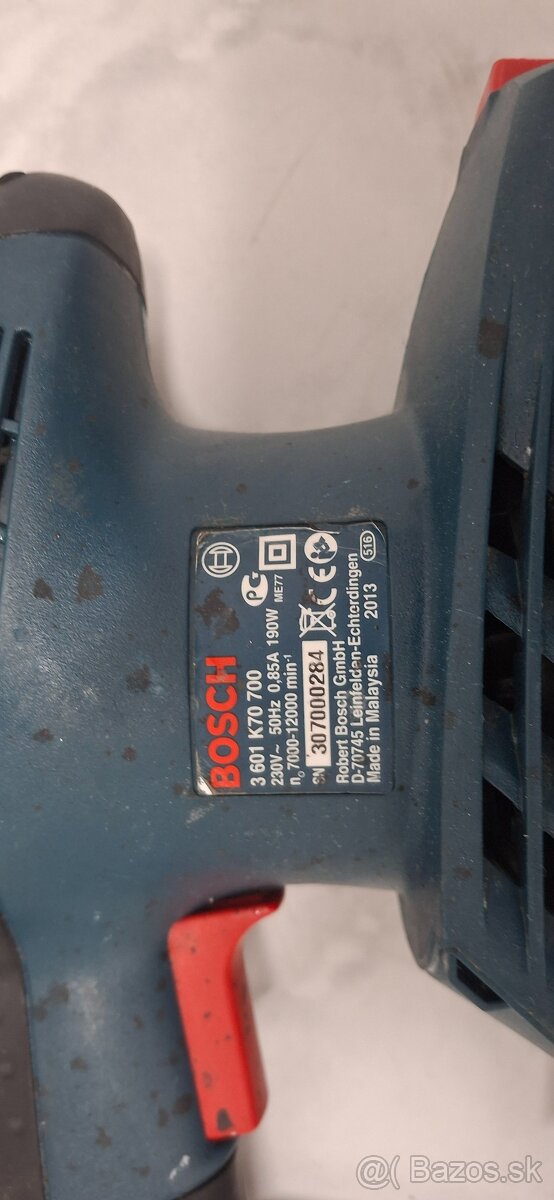 BOSCH
3 601 K70 700
230V~ 50Hz 0,85A 190W
n₀ 7000-12000 min⁻¹
ME77
SN 307000284
CE
Robert Bosch GmbH
D-70745 Leinfelden-Echterdingen
Made in Malaysia 2013
516
@( Bazos.sk